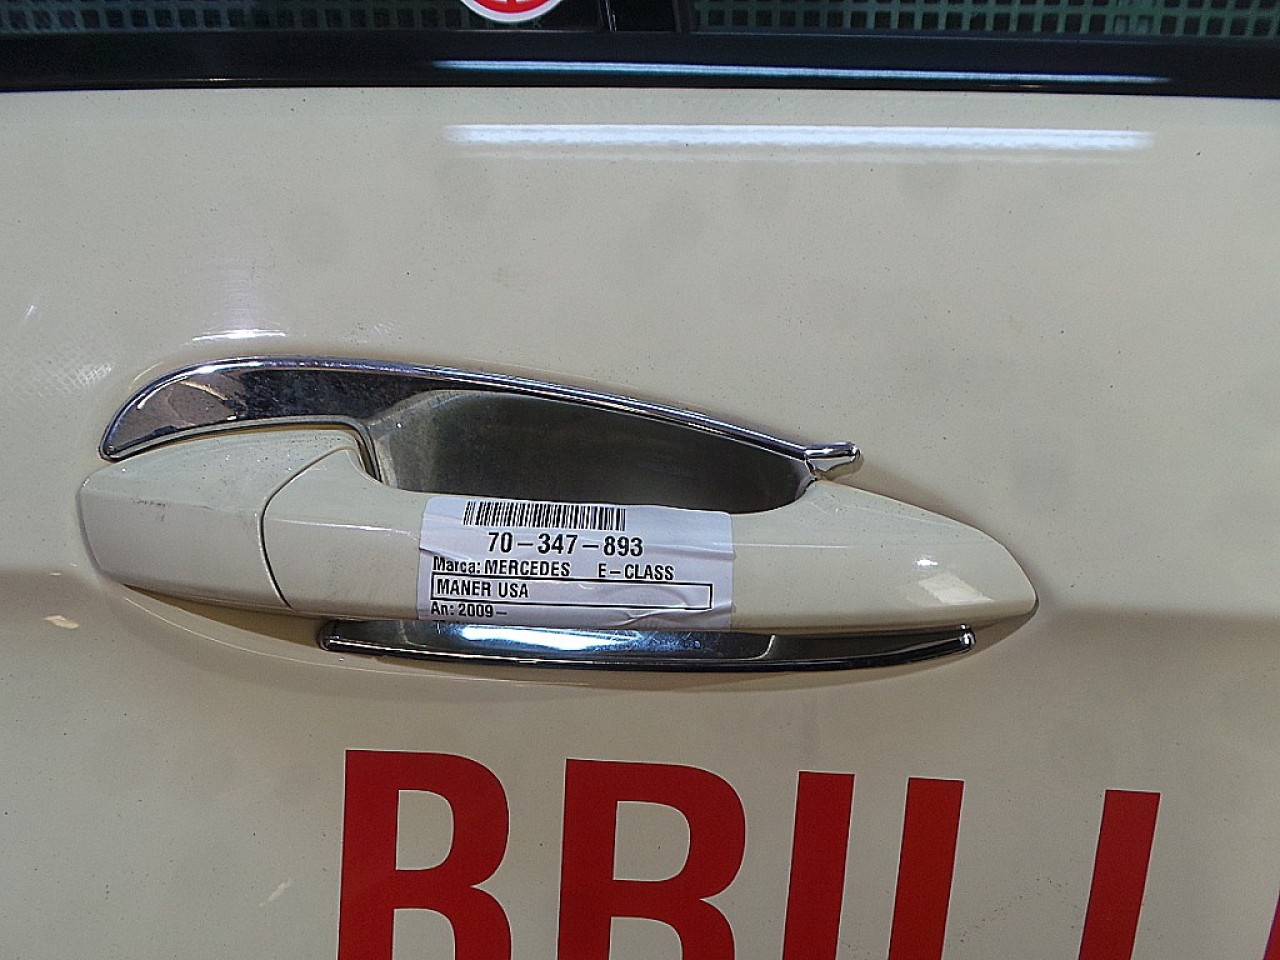 70-347-893
Marca: MERCEDES E-CLASS
MANER USA
An: 2009-